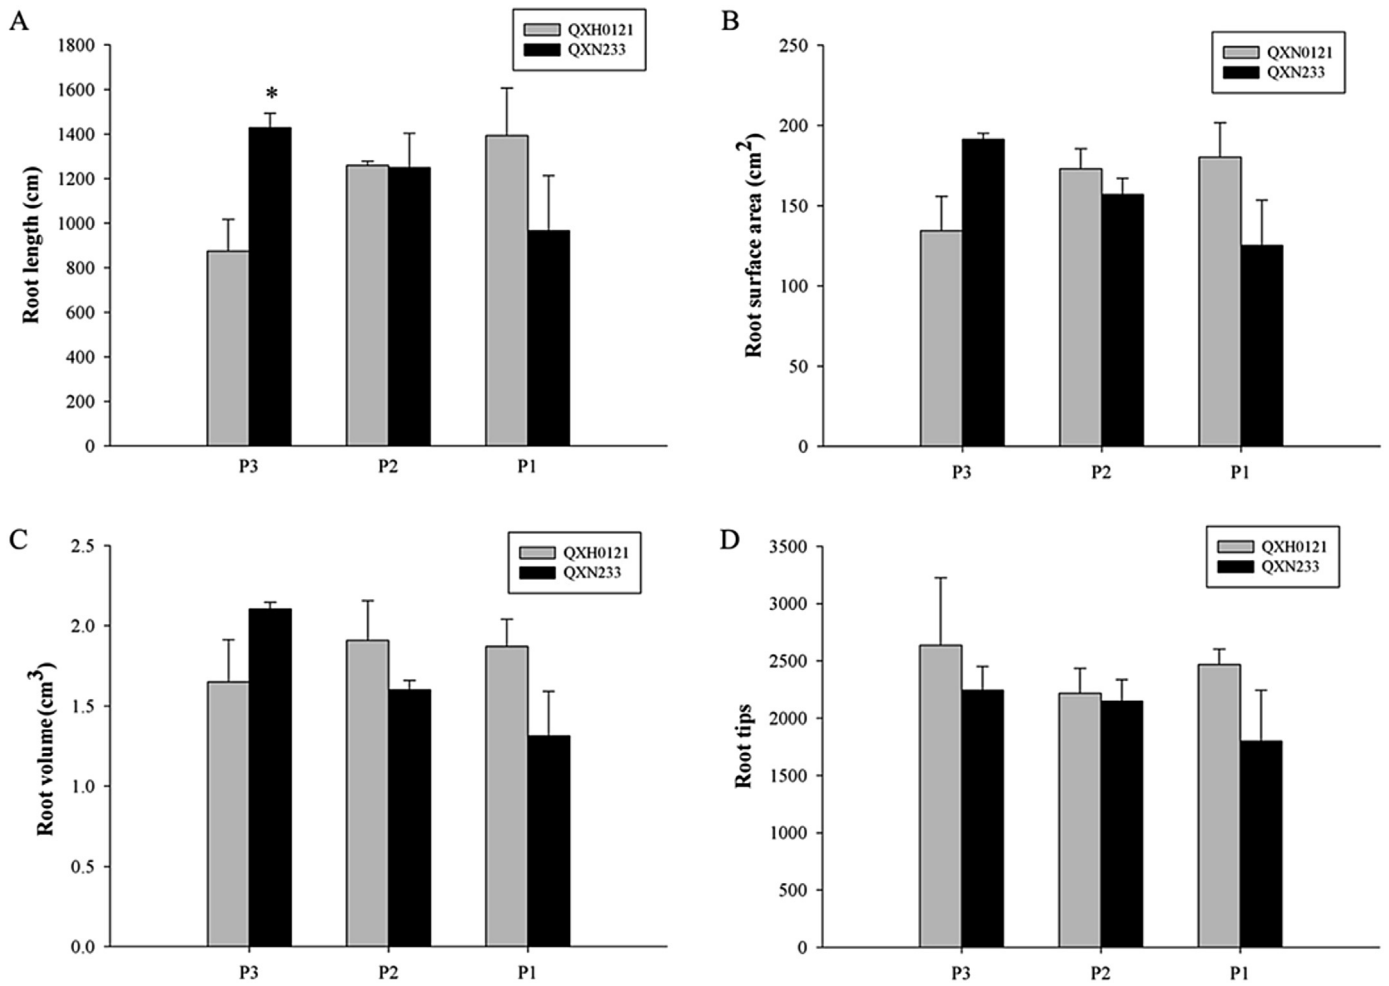 A
QXH0121
QXN233
1800
1600
1400
1200
1000
800
600
400
200
0
*
Root length (cm)
P3 P2 P1
B
QXN0121
QXN233
250
200
150
100
50
0
Root surface area (cm²)
P3 P2 P1
C
QXH0121
QXN233
2.5
2.0
1.5
1.0
0.5
0.0
Root volume(cm³)
P3 P2 P1
D
QXH0121
QXN233
3500
3000
2500
2000
1500
1000
500
0
Root tips
P3 P2 P1